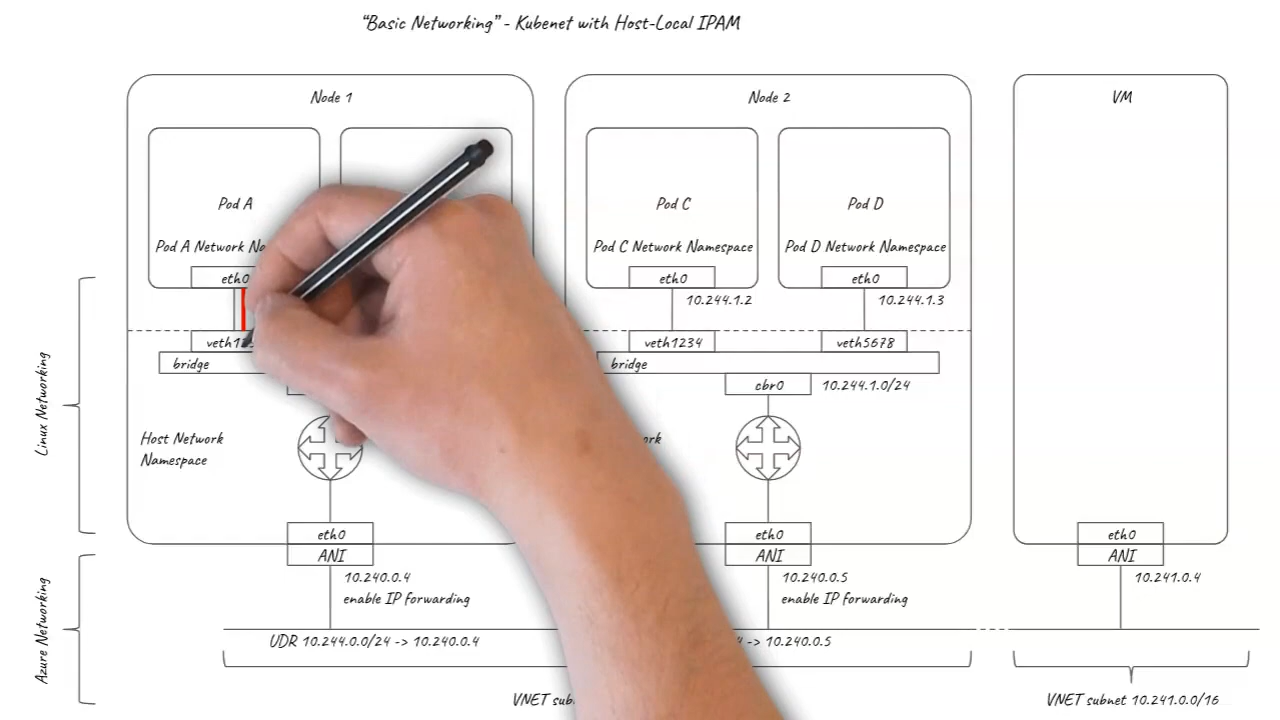 “Basic Networking” - Kubenet with Host-Local IPAM
Node 1
Node 2
VM
Pod A
Pod C
Pod D
Pod A Network
Pod C Network Namespace
Pod D Network Namespace
eth0
eth0
eth0
10.244.1.2
10.244.1.3
veth1234
veth5678
bridge
bridge
cbr0
10.244.1.0/24
Linux Networking
Host Network
Namespace
eth0
eth0
eth0
ANI
ANI
ANI
10.240.0.4
10.240.0.5
10.241.0.4
enable IP forwarding
enable IP forwarding
Azure Networking
UDR 10.244.0.0/24 -> 10.240.0.4
-> 10.240.0.5
VNET
VNET subnet 10.241.0.0/16